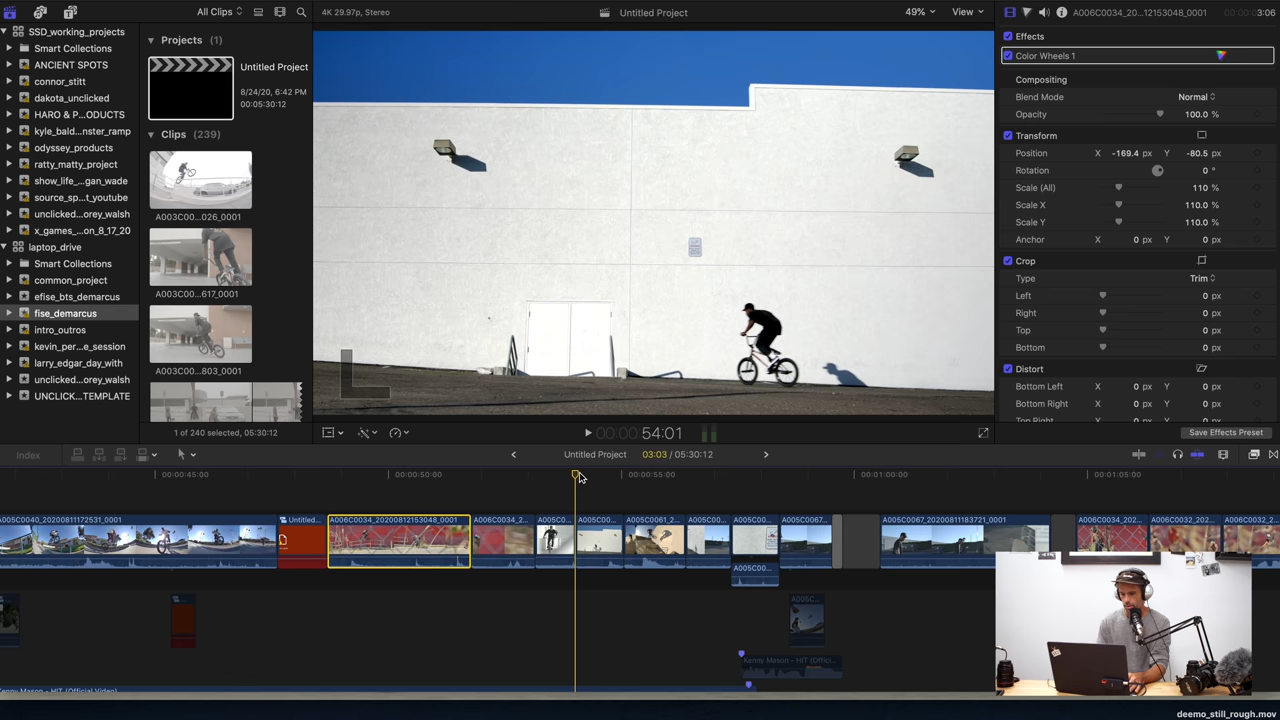 All Clips
4K 29.97p, Stereo
Untitled Project
49%
View
A006C0034_20...12153048_0001
3:06
SSD_working_projects
Smart Collections
ANCIENT SPOTS
connor_stitt
dakota_unclicked
HARO & P...ODUCTS
kyle_bald...nster_ramp
odyssey_products
ratty_matty_project
show_life_...gan_wade
source_sp...t_youtube
unclicked...orey_walsh
x_games_...on_8_17_20
laptop_drive
Smart Collections
common_project
efise_bts_demarcus
fise_demarcus
intro_outros
kevin_per...e_session
larry_edgar_day_with
unclicked...orey_walsh
UNCLICK...TEMPLATE
Projects (1)
Untitled Project
8/24/20, 6:42 PM
00:05:30:12
Clips (239)
A003C00...026_0001
A003C00...617_0001
A003C00...803_0001
1 of 240 selected, 05:30:12
00:00:54:01
Effects
Color Wheels 1
Compositing
Blend Mode Normal
Opacity 100.0 %
Transform
Position X -169.4 px Y -80.5 px
Rotation 0 °
Scale (All) 110 %
Scale X 110.0 %
Scale Y 110.0 %
Anchor X 0 px Y 0 px
Crop
Type Trim
Left 0 px
Right 0 px
Top 0 px
Bottom 0 px
Distort
Bottom Left X 0 px Y 0 px
Bottom Right X 0 px Y 0 px
Top Right
Save Effects Preset
Index
Untitled Project 03:03 / 05:30:12
00:00:45:00
00:00:50:00
00:00:55:00
00:01:00:00
00:01:05:00
A005C0040_20200811172531_0001
Untitled...
A006C0034_20200812153048_0001
A006C0034_2...
A005C0...
A005C00...
A005C0061_2...
A005C00...
A005C00...
A005C0067...
A005C0067_20200811183721_0001
A006C0034_202...
A006C0032_202...
A006C0032_2...
A005C00...
A005C...
Kenny Mason - HIT (Offici...
Kenny Mason - HIT (Official Video)
deemo_still_rough.mov